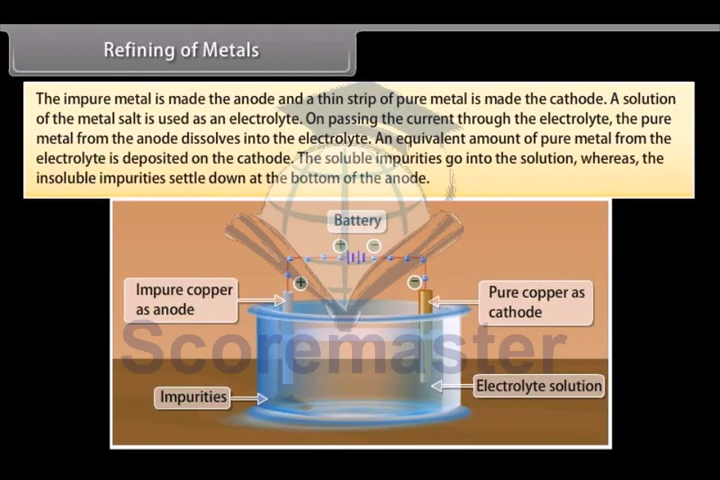 Refining of Metals
The impure metal is made the anode and a thin strip of pure metal is made the cathode. A solution
of the metal salt is used as an electrolyte. On passing the current through the electrolyte, the pure
metal from the anode dissolves into the electrolyte. An equivalent amount of pure metal from the
electrolyte is deposited on the cathode. The soluble impurities go into the solution, whereas, the
insoluble impurities settle down at the bottom of the anode.
Battery
+ −
+ −
Impure copper
as anode
Pure copper as
cathode
Scoremaster
Electrolyte solution
Impurities